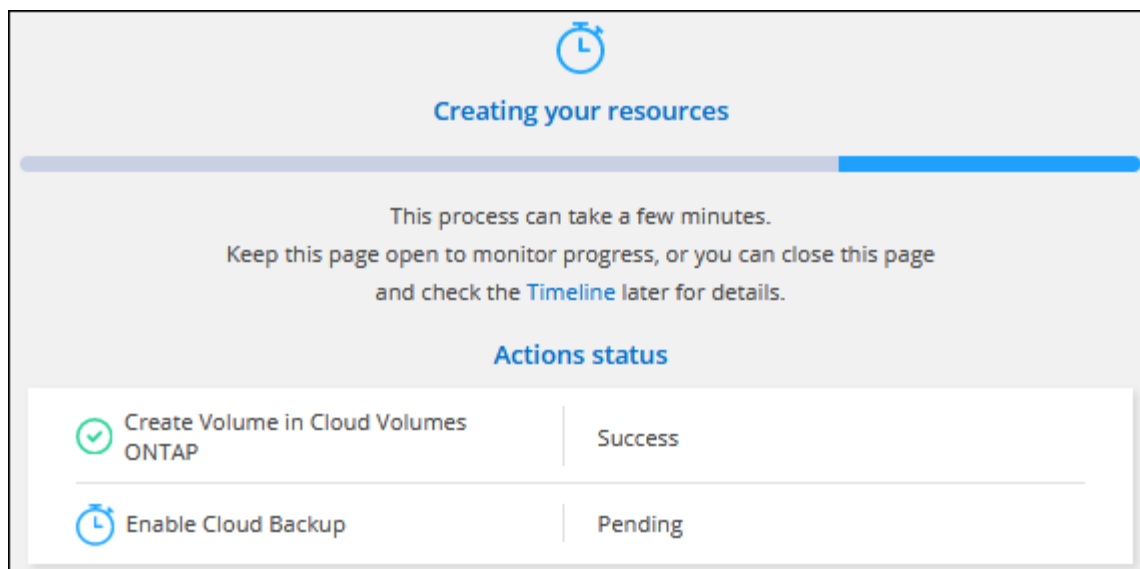 Creating your resources
This process can take a few minutes.
Keep this page open to monitor progress, or you can close this page
and check the Timeline later for details.
Actions status
Create Volume in Cloud Volumes
ONTAP
Success
Enable Cloud Backup
Pending